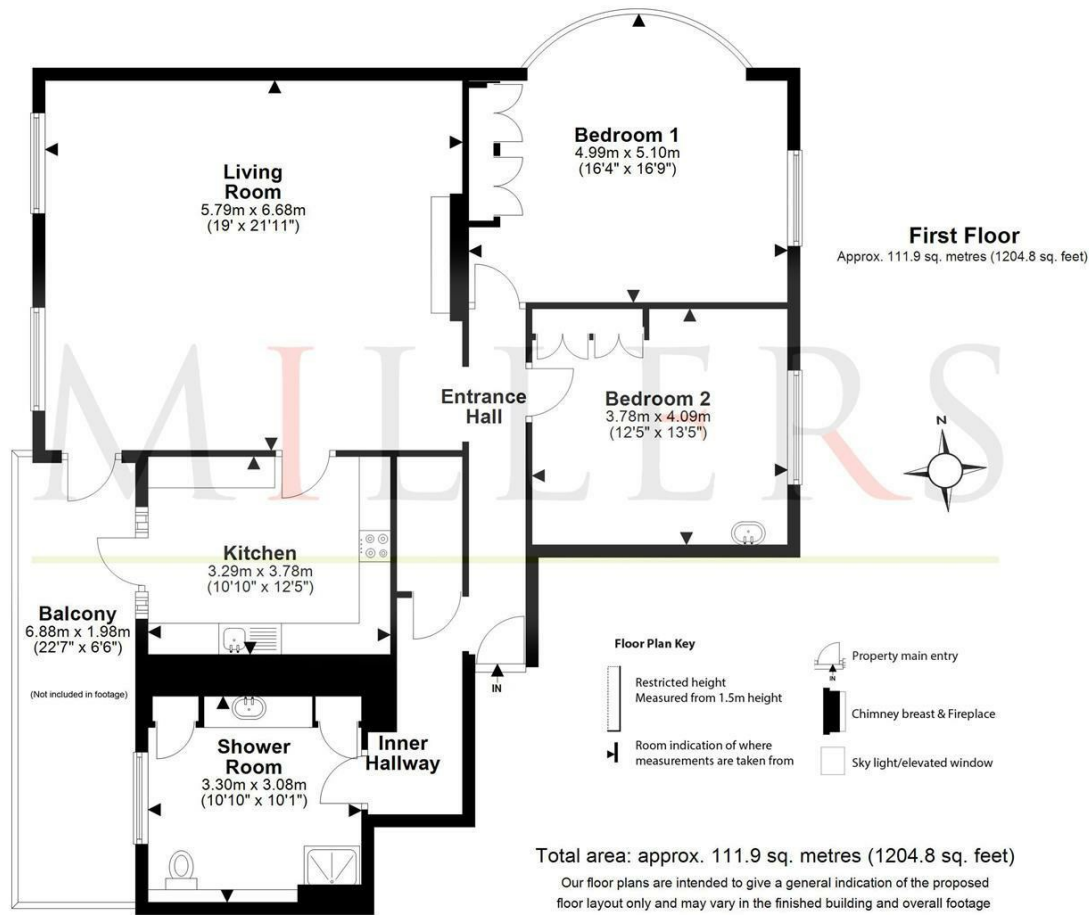 Living
Room
5.79m x 6.68m
(19' x 21'11")
Bedroom 1
4.99m x 5.10m
(16'4" x 16'9")
First Floor
Approx. 111.9 sq. metres (1204.8 sq. feet)
MILLERS
Entrance
Hall
Bedroom 2
3.78m x 4.09m
(12'5" x 13'5")
N
Kitchen
3.29m x 3.78m
(10'10" x 12'5")
Balcony
6.88m x 1.98m
(22'7" x 6'6")
(Not included in footage)
IN
Shower
Room
3.30m x 3.08m
(10'10" x 10'1")
Inner
Hallway
Floor Plan Key
Restricted height
Measured from 1.5m height
Room indication of where
measurements are taken from
Property main entry
IN
Chimney breast & Fireplace
Sky light/elevated window
Total area: approx. 111.9 sq. metres (1204.8 sq. feet)
Our floor plans are intended to give a general indication of the proposed
floor layout only and may vary in the finished building and overall footage